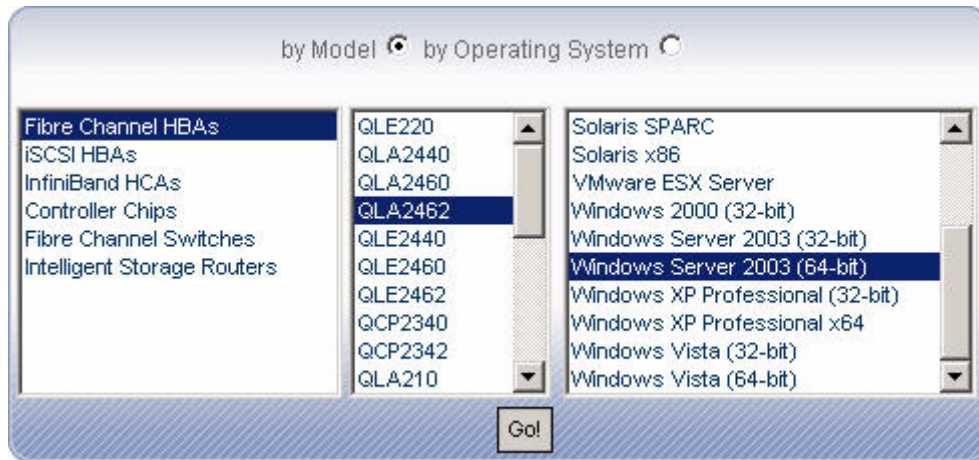 by Model by Operating System
Fibre Channel HBAs
iSCSI HBAs
InfiniBand HCAs
Controller Chips
Fibre Channel Switches
Intelligent Storage Routers
QLE220
QLA2440
QLA2460
QLA2462
QLE2440
QLE2460
QLE2462
QCP2340
QCP2342
QLA210
Solaris SPARC
Solaris x86
VMware ESX Server
Windows 2000 (32-bit)
Windows Server 2003 (32-bit)
Windows Server 2003 (64-bit)
Windows XP Professional (32-bit)
Windows XP Professional x64
Windows Vista (32-bit)
Windows Vista (64-bit)
Go!